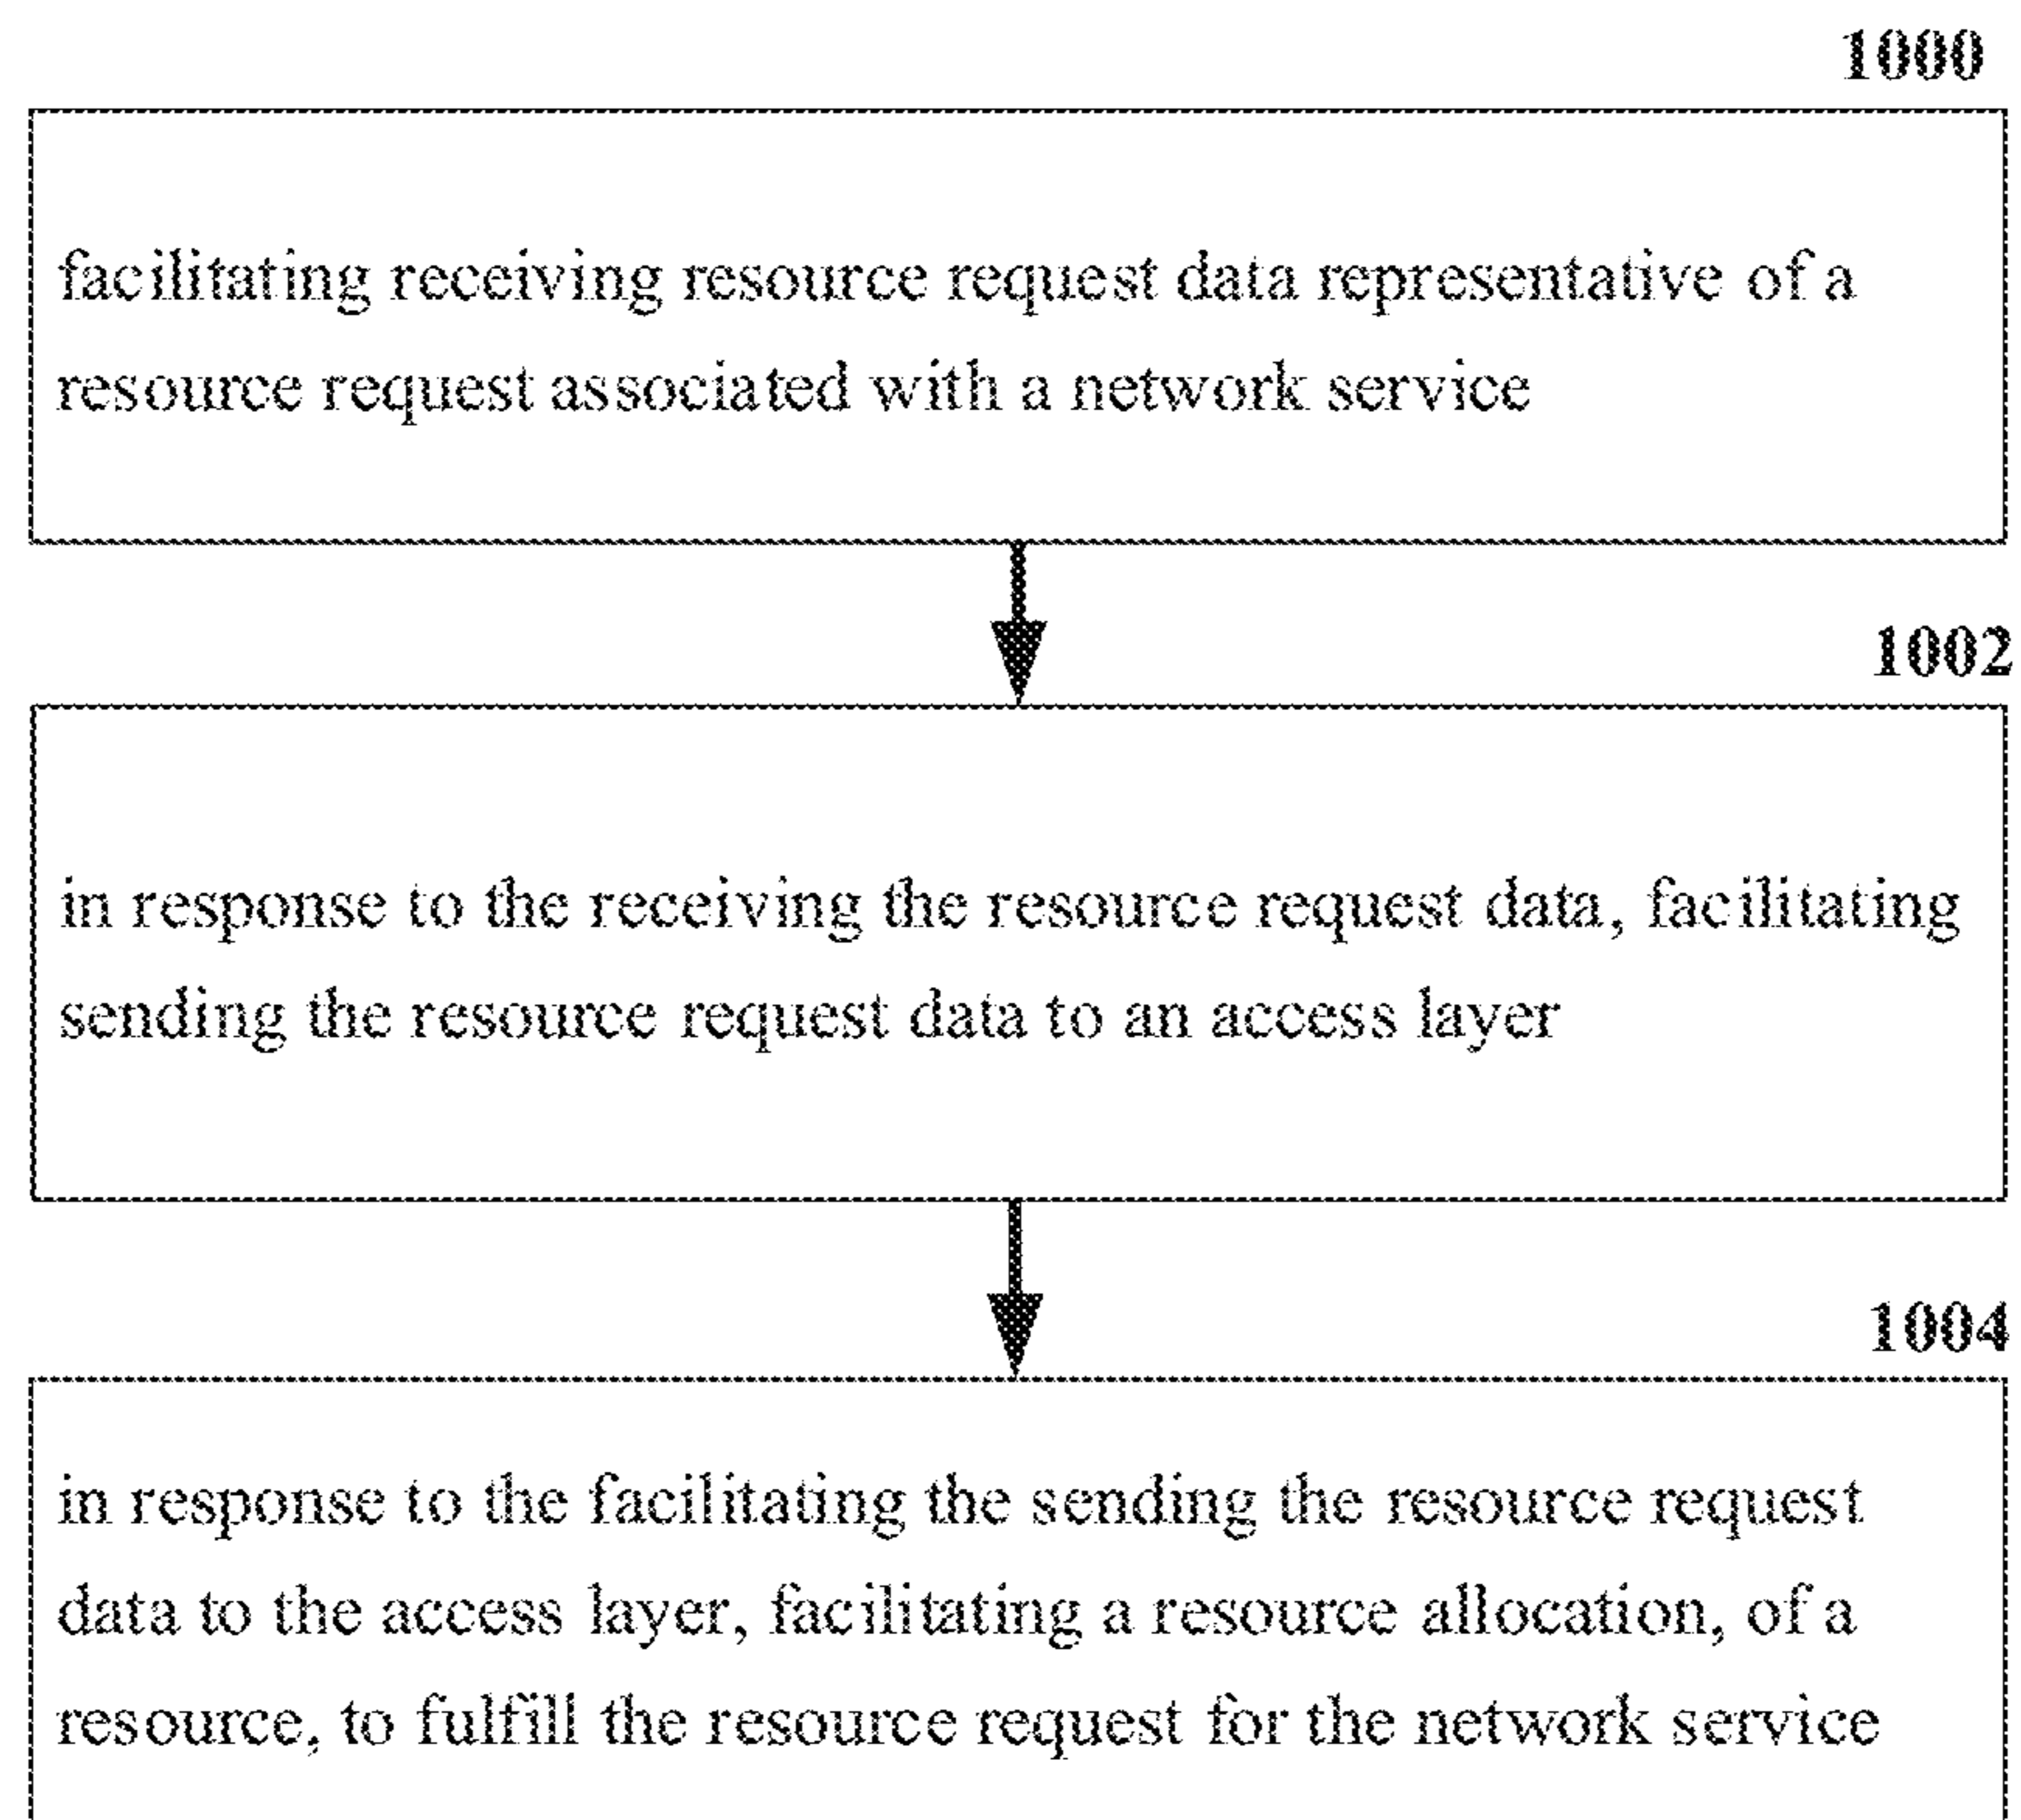 1000
facilitating receiving resource request data representative of a
resource request associated with a network service
1002
in response to the receiving the resource request data, facilitating
sending the resource request data to an access layer
1004
in response to the facilitating the sending the resource request
data to the access layer, facilitating a resource allocation, of a
resource, to fulfill the resource request for the network service